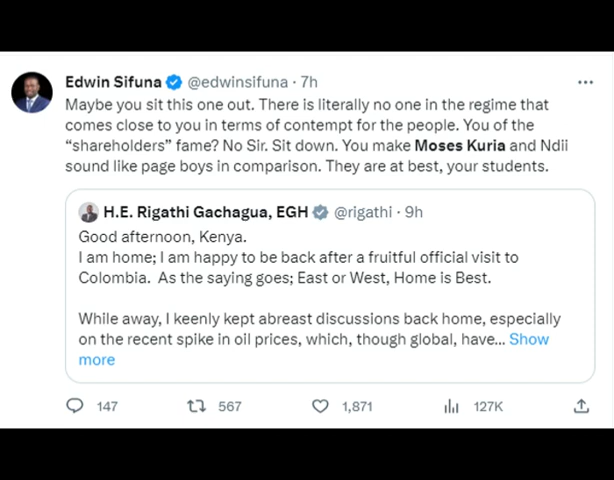 Edwin Sifuna @edwinsifuna · 7h
Maybe you sit this one out. There is literally no one in the regime that
comes close to you in terms of contempt for the people. You of the
“shareholders” fame? No Sir. Sit down. You make Moses Kuria and Ndii
sound like page boys in comparison. They are at best, your students.
H.E. Rigathi Gachagua, EGH @rigathi · 9h
Good afternoon, Kenya.
I am home; I am happy to be back after a fruitful official visit to
Colombia.  As the saying goes; East or West, Home is Best.
While away, I keenly kept abreast discussions back home, especially
on the recent spike in oil prices, which, though global, have... Show
more
147 567 1,871 127K